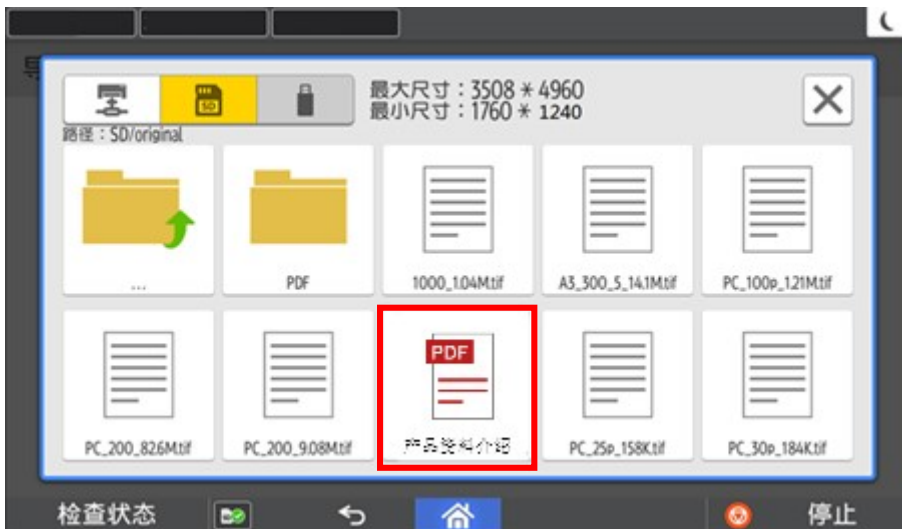 导
SD
最大尺寸：3508 * 4960
最小尺寸：1760 * 1240
路径：SD/original
...
PDF
1000_1.04M.tif
A3_300_5_14.1M.tif
PC_100p_1.21M.tif
PDF
PC_200_8.26M.tif
PC_200_9.08M.tif
产品资料介绍
PC_25p_158K.tif
PC_30p_184K.tif
检查状态
停止